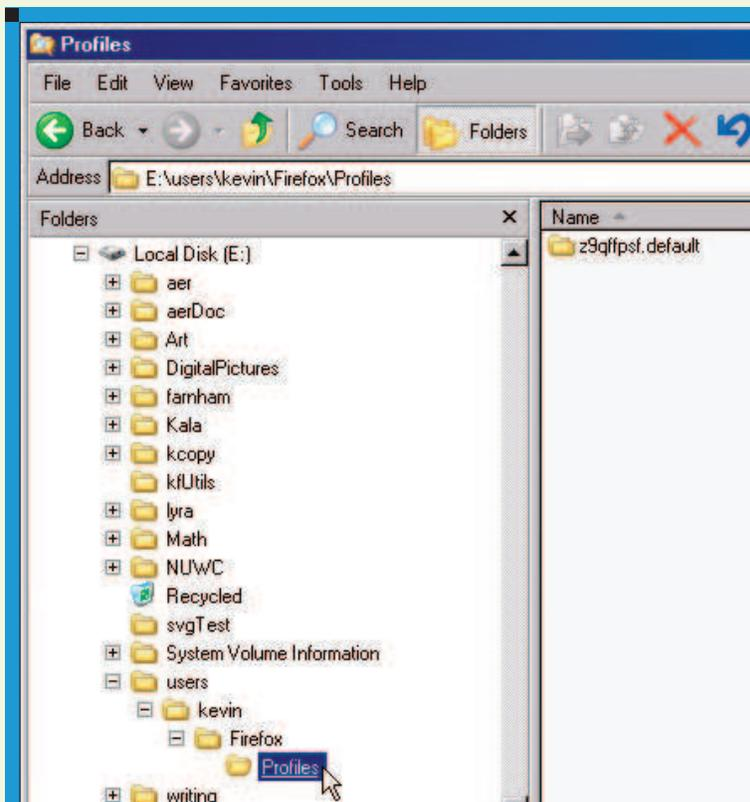 Profiles
File Edit View Favorites Tools Help
Back Search Folders
Address E:\users\kevin\Firefox\Profiles
Folders
Name
z9qffpsf.default
Local Disk (E:)
aer
aerDoc
Art
DigitalPictures
farnham
Kala
kcopy
kfUtils
lyra
Math
NUWC
Recycled
svgTest
System Volume Information
users
kevin
Firefox
Profiles
writing